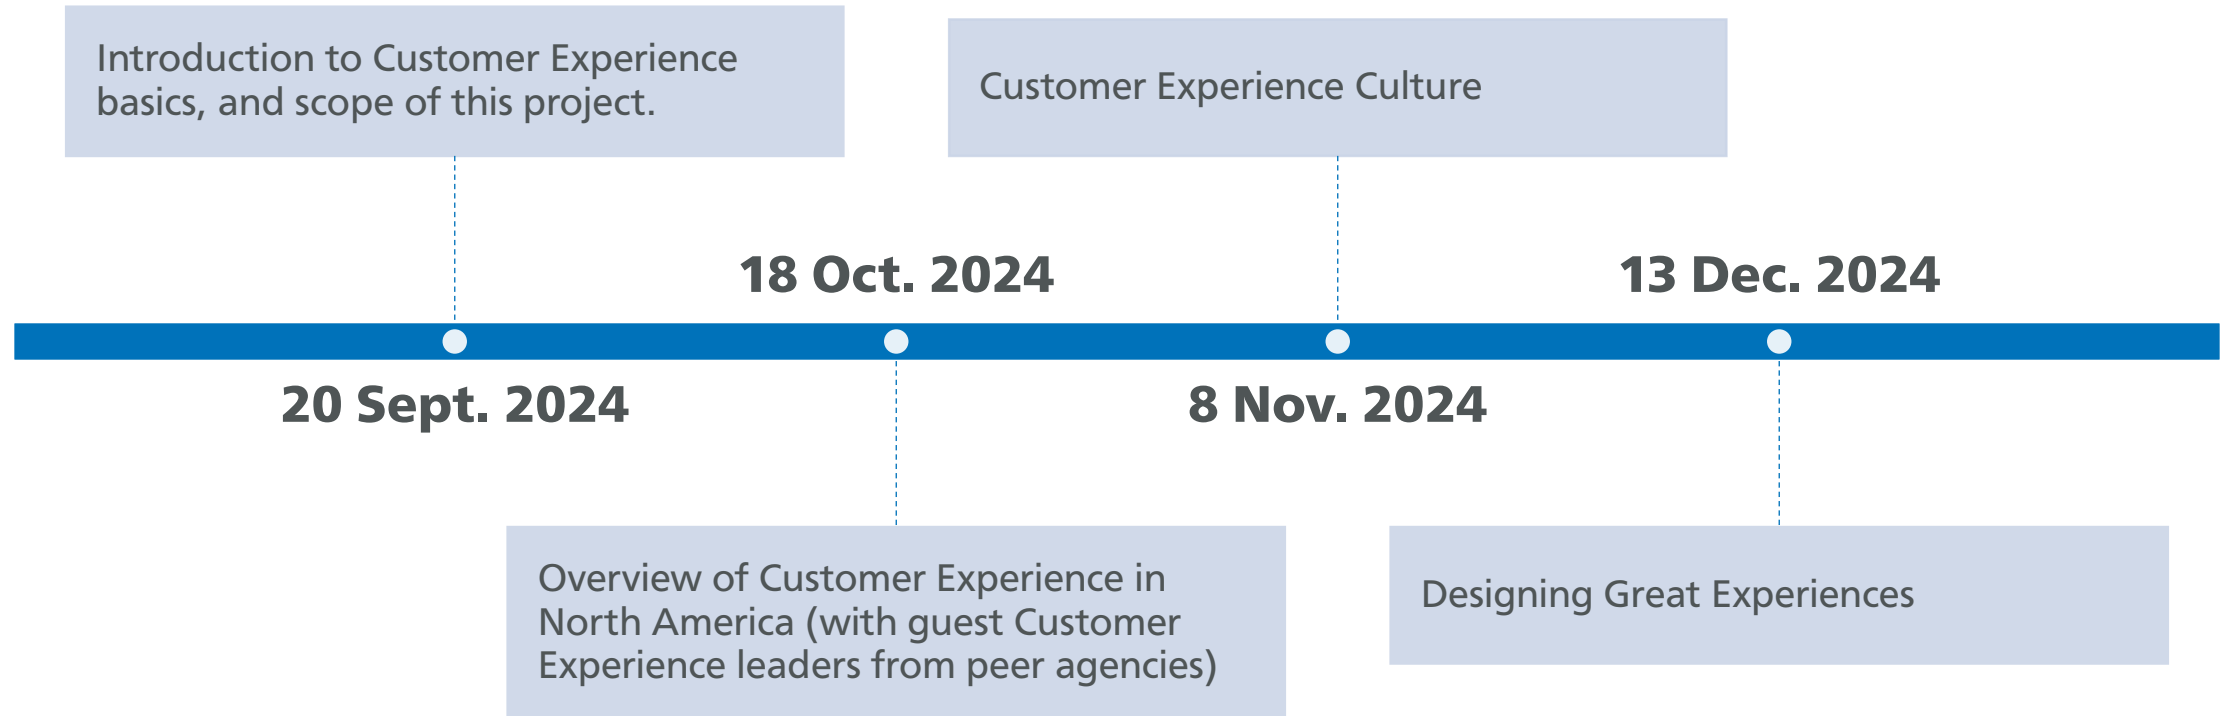 Introduction to Customer Experience
basics, and scope of this project.
Customer Experience Culture
18 Oct. 2024
13 Dec. 2024
20 Sept. 2024
8 Nov. 2024
Overview of Customer Experience in
North America (with guest Customer
Experience leaders from peer agencies)
Designing Great Experiences